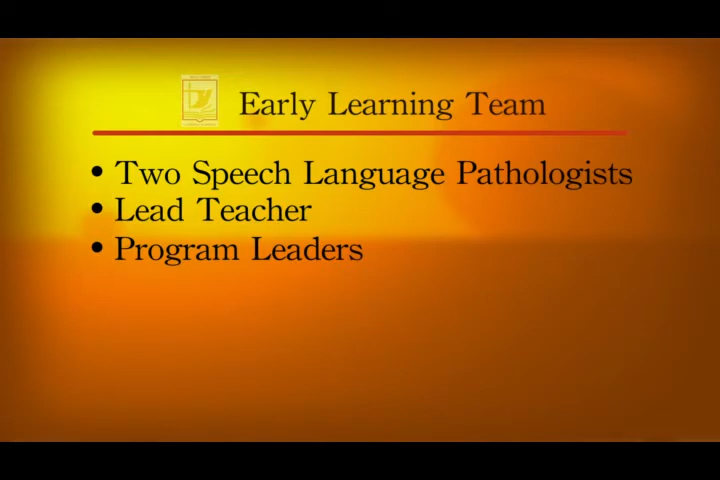 Early Learning Team
• Two Speech Language Pathologists
• Lead Teacher
• Program Leaders